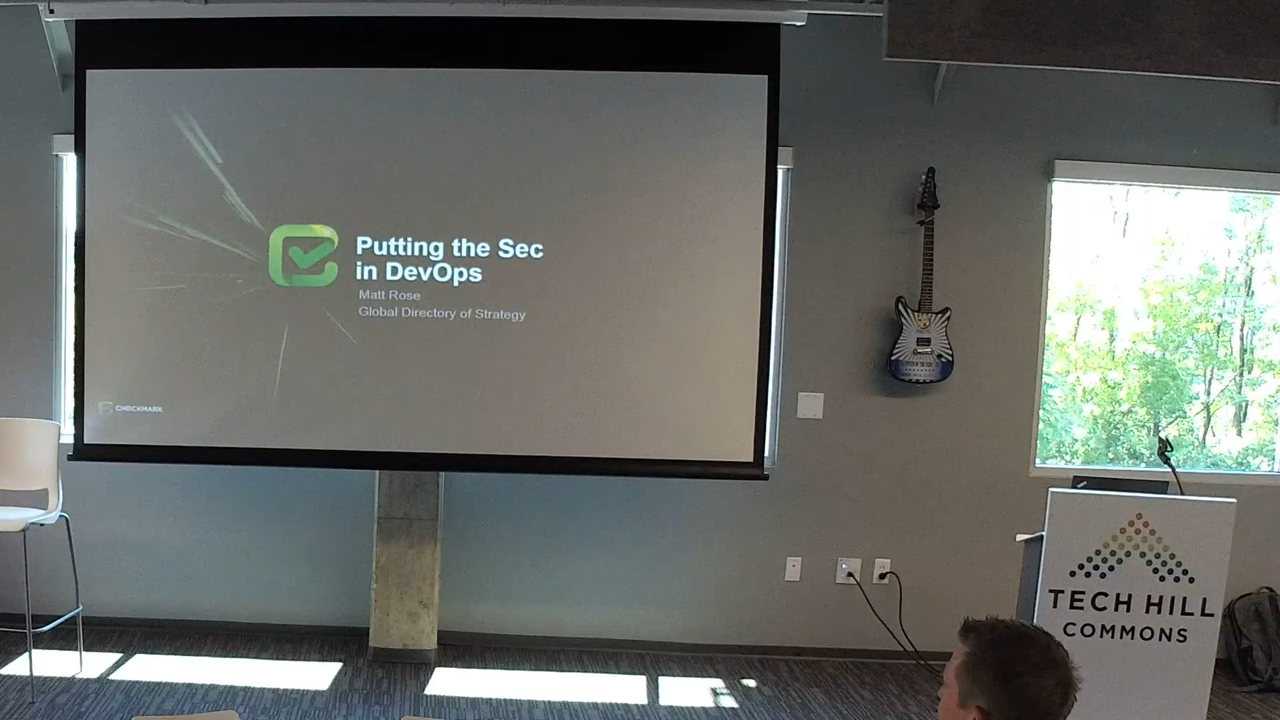 Putting the Sec
in DevOps
Matt Rose
Global Directory of Strategy
CHECKMARX
TECH HILL
COMMONS